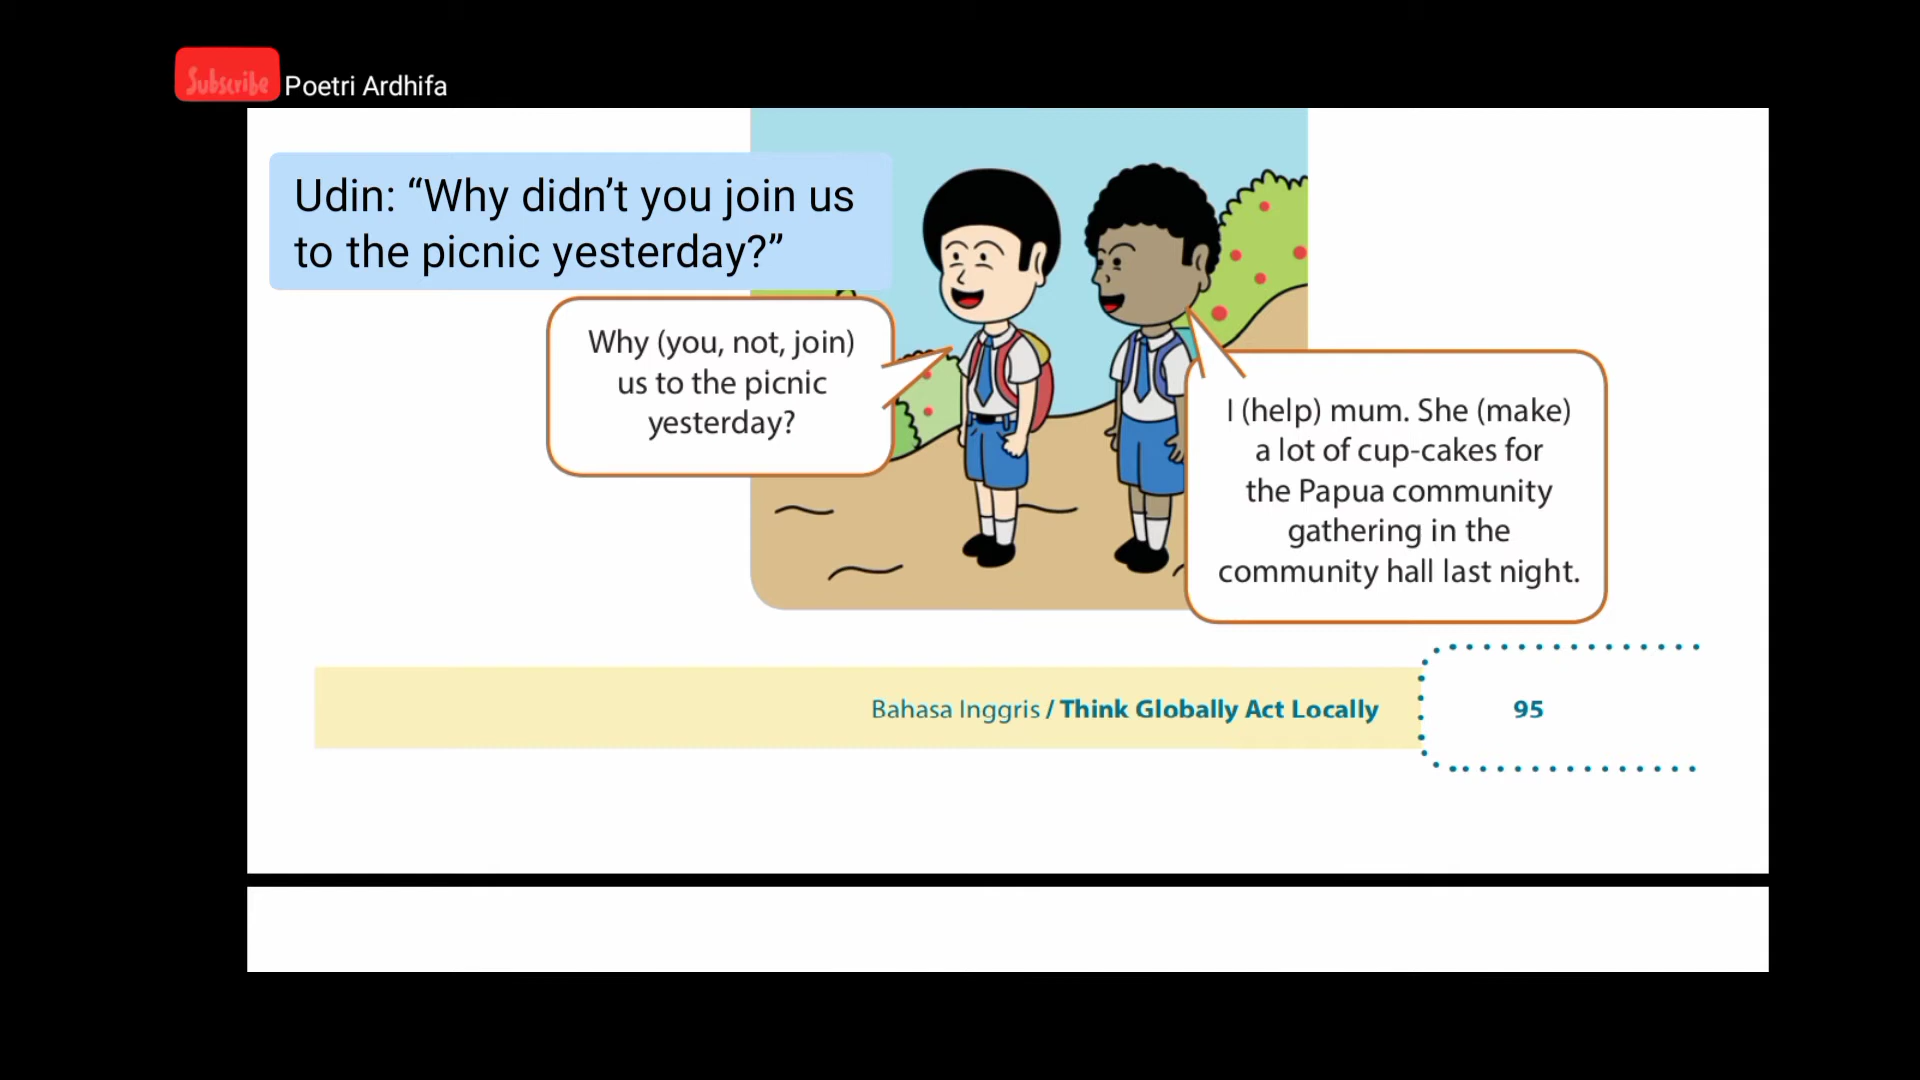 Subscribe Poetri Ardhifa
Udin: “Why didn’t you join us
to the picnic yesterday?”
Why (you, not, join)
us to the picnic
yesterday?
I (help) mum. She (make)
a lot of cup-cakes for
the Papua community
gathering in the
community hall last night.
Bahasa Inggris / Think Globally Act Locally
95